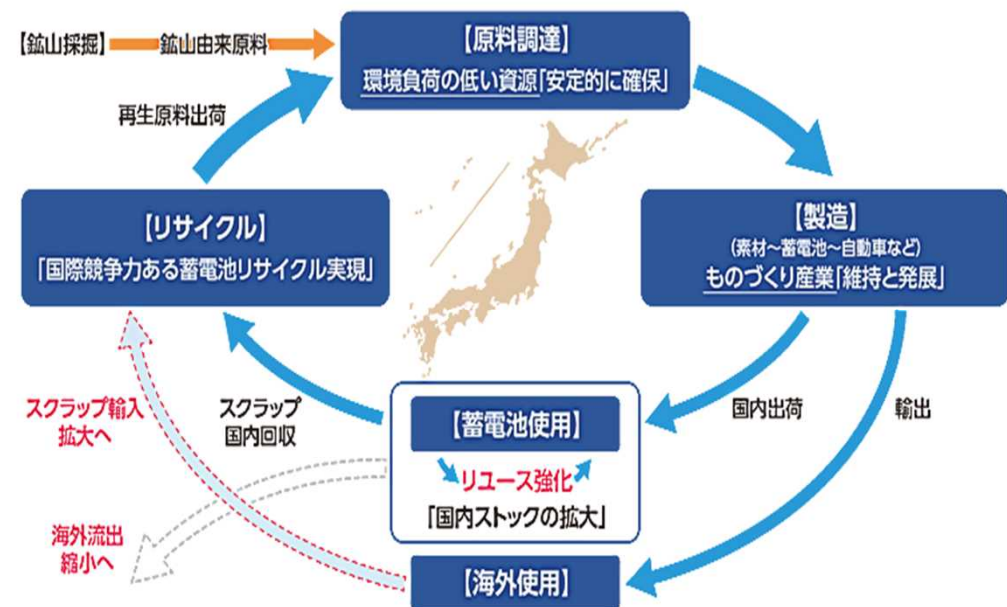 【鉱山採掘】
鉱山由来原料
【原料調達】
環境負荷の低い資源「安定的に確保」
再生原料出荷
【リサイクル】
「国際競争力ある蓄電池リサイクル実現」
【製造】
(素材～蓄電池～自動車など)
ものづくり産業「維持と発展」
スクラップ輸入
拡大へ
スクラップ
国内回収
【蓄電池使用】
リユース強化
「国内ストックの拡大」
国内出荷
輸出
海外流出
縮小へ
【海外使用】